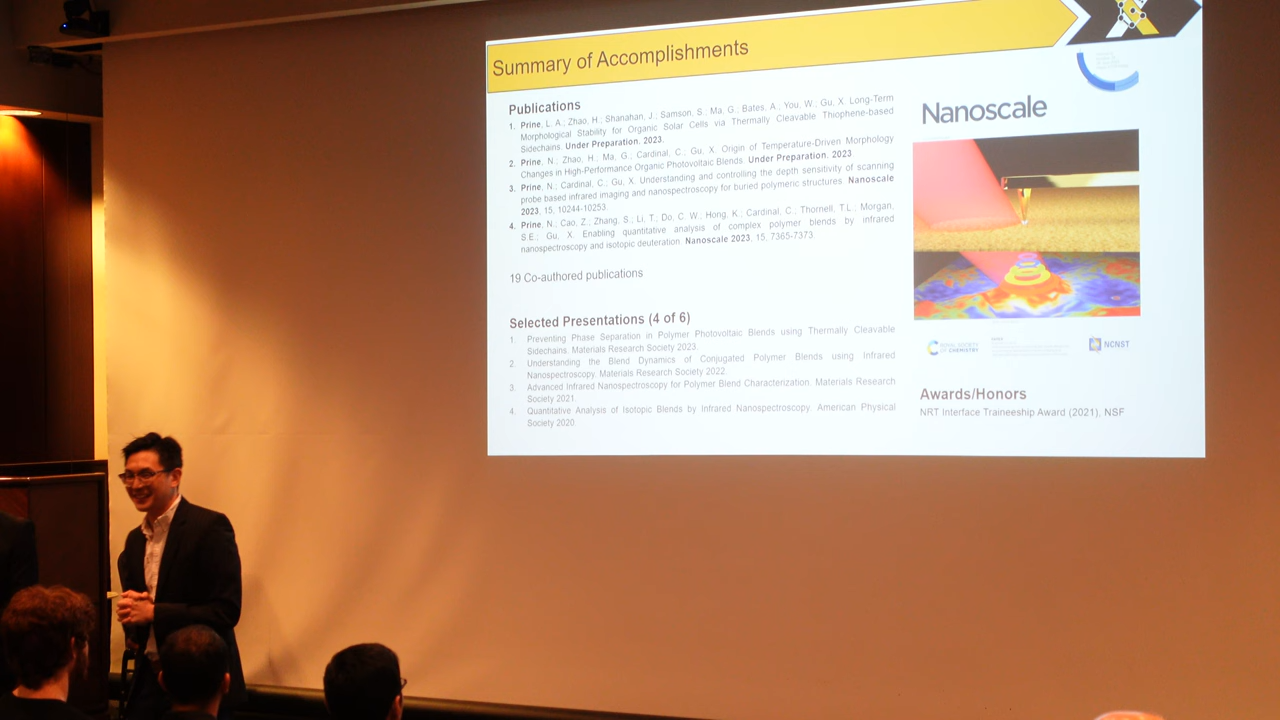 Summary of Accomplishments
Publications
1. Prine, L. A.; Zhao, H.; Shanahan, J.; Samson, S.; Ma, G.; Bates, A.; You, W.; Gu, X. Long-Term
Morphological Stability for Organic Solar Cells via Thermally Cleavable Thiophene-based
Sidechains. Under Preparation, 2023.
2. Prine, N.; Zhao, H.; Ma, G.; Cardinal, C.; Gu, X. Origin of Temperature-Driven Morphology
Changes in High-Performance Organic Photovoltaic Blends. Under Preparation, 2023
3. Prine, N.; Cardinal, C.; Gu, X. Understanding and controlling the depth sensitivity of scanning
probe based infrared imaging and nanospectroscopy for buried polymeric structures. Nanoscale
2023, 15, 10244-10253.
4. Prine, N.; Cao, Z.; Zhang, S.; Li, T.; Do, C. W.; Hong, K.; Cardinal, C.; Thornell, T.L.; Morgan,
S.E.; Gu, X. Enabling quantitative analysis of complex polymer blends by infrared
nanospectroscopy and isotopic deuteration. Nanoscale 2023, 15, 7365-7373.
19 Co-authored publications
Selected Presentations (4 of 6)
1. Preventing Phase Separation in Polymer Photovoltaic Blends using Thermally Cleavable
Sidechains. Materials Research Society 2023.
2. Understanding the Blend Dynamics of Conjugated Polymer Blends using Infrared
Nanospectroscopy. Materials Research Society 2022.
3. Advanced Infrared Nanospectroscopy for Polymer Blend Characterization. Materials Research
Society 2021.
4. Quantitative Analysis of Isotopic Blends by Infrared Nanospectroscopy. American Physical
Society 2020.
Nanoscale
ROYAL SOCIETY
OF CHEMISTRY
NCNST
Awards/Honors
NRT Interface Traineeship Award (2021), NSF